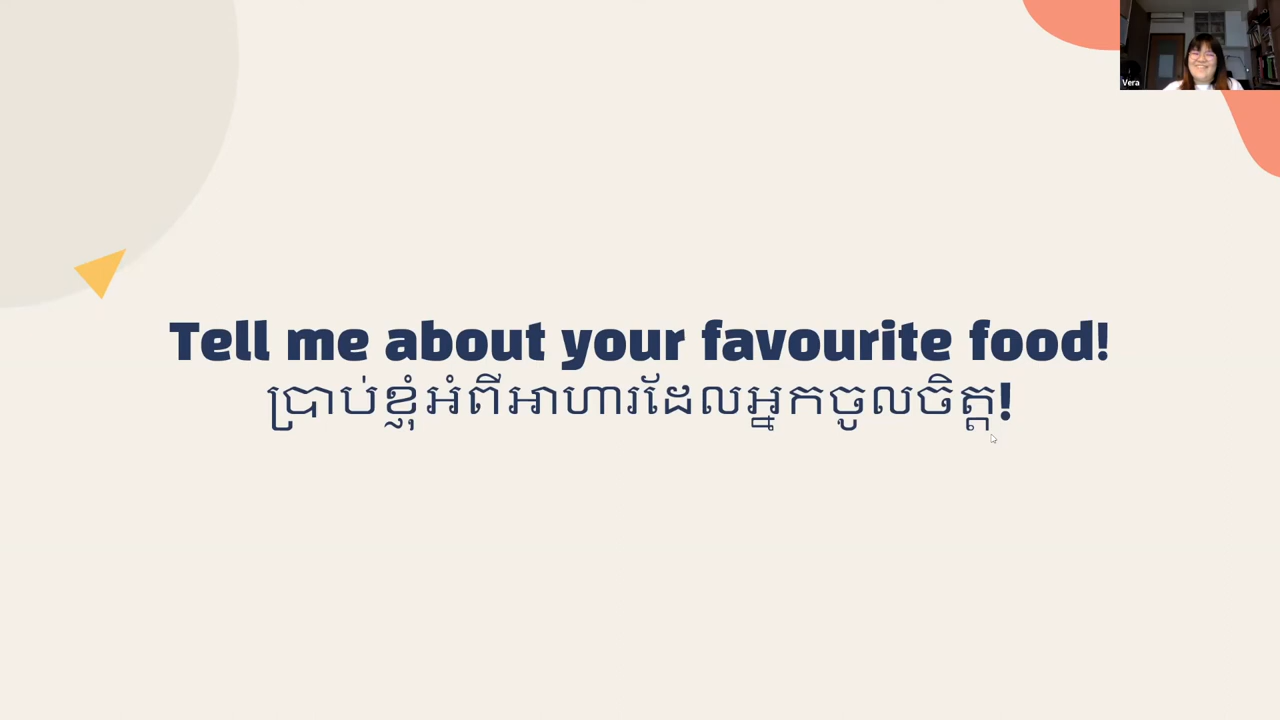 Vera
Tell me about your favourite food!
ប្រាប់ខ្ញុំអំពីអាហារដែលអ្នកចូលចិត្ត!